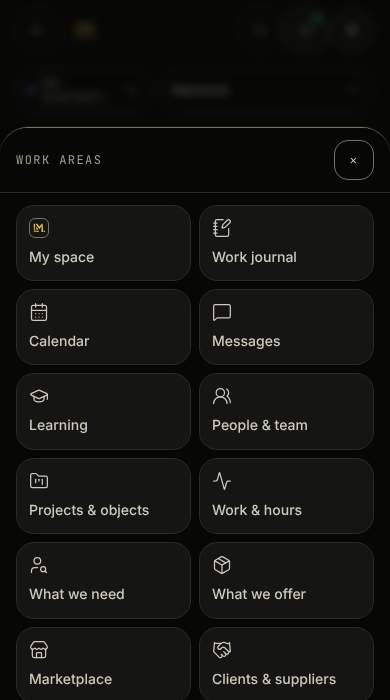 WORK AREAS
×
LM.
My space
Work journal
Calendar
Messages
Learning
People & team
Projects & objects
Work & hours
What we need
What we offer
Marketplace
Clients & suppliers